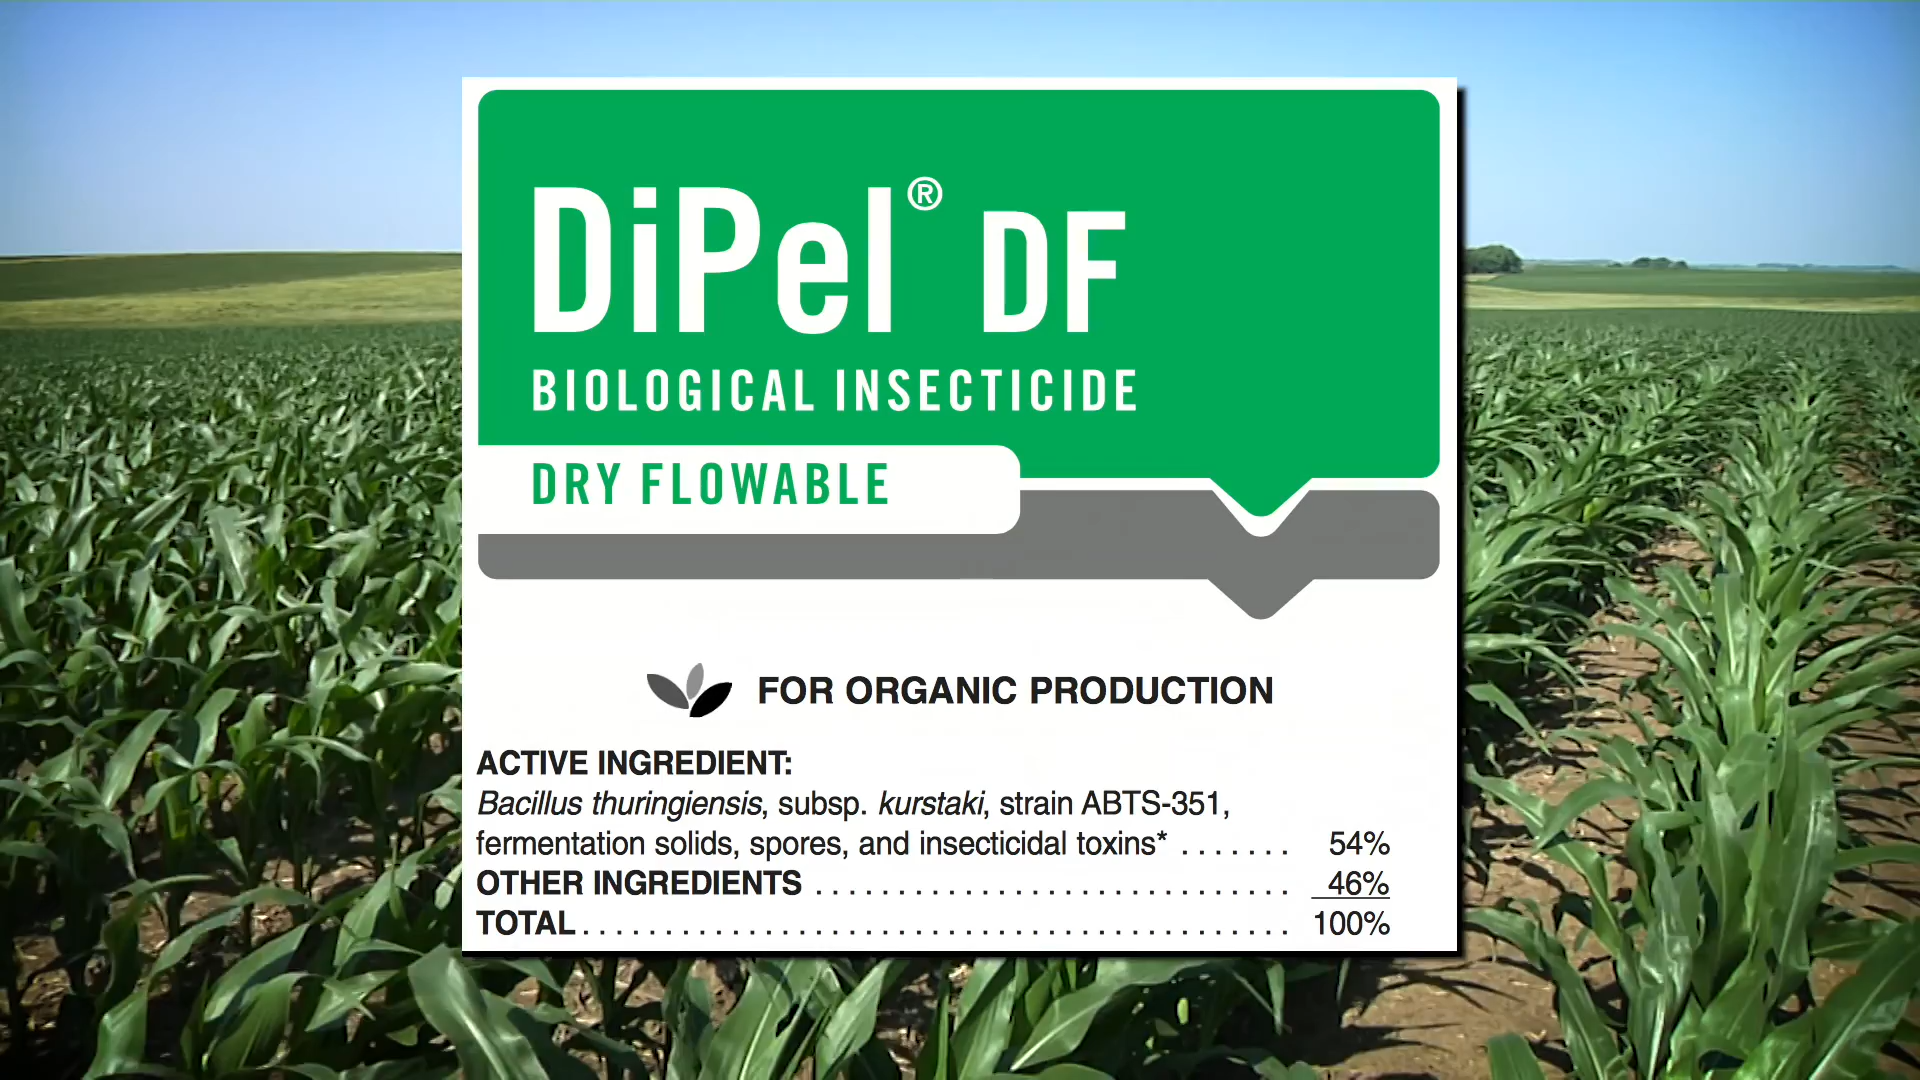 DiPel® DF
BIOLOGICAL INSECTICIDE
DRY FLOWABLE
FOR ORGANIC PRODUCTION
ACTIVE INGREDIENT:
Bacillus thuringiensis, subsp. kurstaki, strain ABTS-351,
fermentation solids, spores, and insecticidal toxins* . . . . . . . 54%
OTHER INGREDIENTS . . . . . . . . . . . . . . . . . . . . . . . . . . . . . 46%
TOTAL . . . . . . . . . . . . . . . . . . . . . . . . . . . . . . . . . . . . . . . . . . . 100%